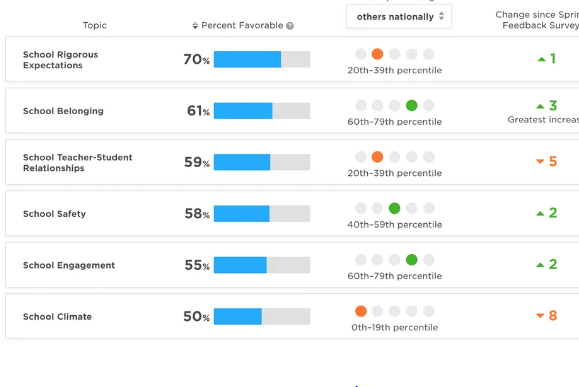 others nationally
Topic
Percent Favorable
Change since
Feedback Survey
School Rigorous
Expectations
70%
20th–39th percentile
1
School Belonging
61%
60th–79th percentile
3
Greatest
School Teacher-Student
Relationships
59%
20th–39th percentile
5
School Safety
58%
40th–59th percentile
2
School Engagement
55%
60th–79th percentile
2
School Climate
50%
0th–19th percentile
8